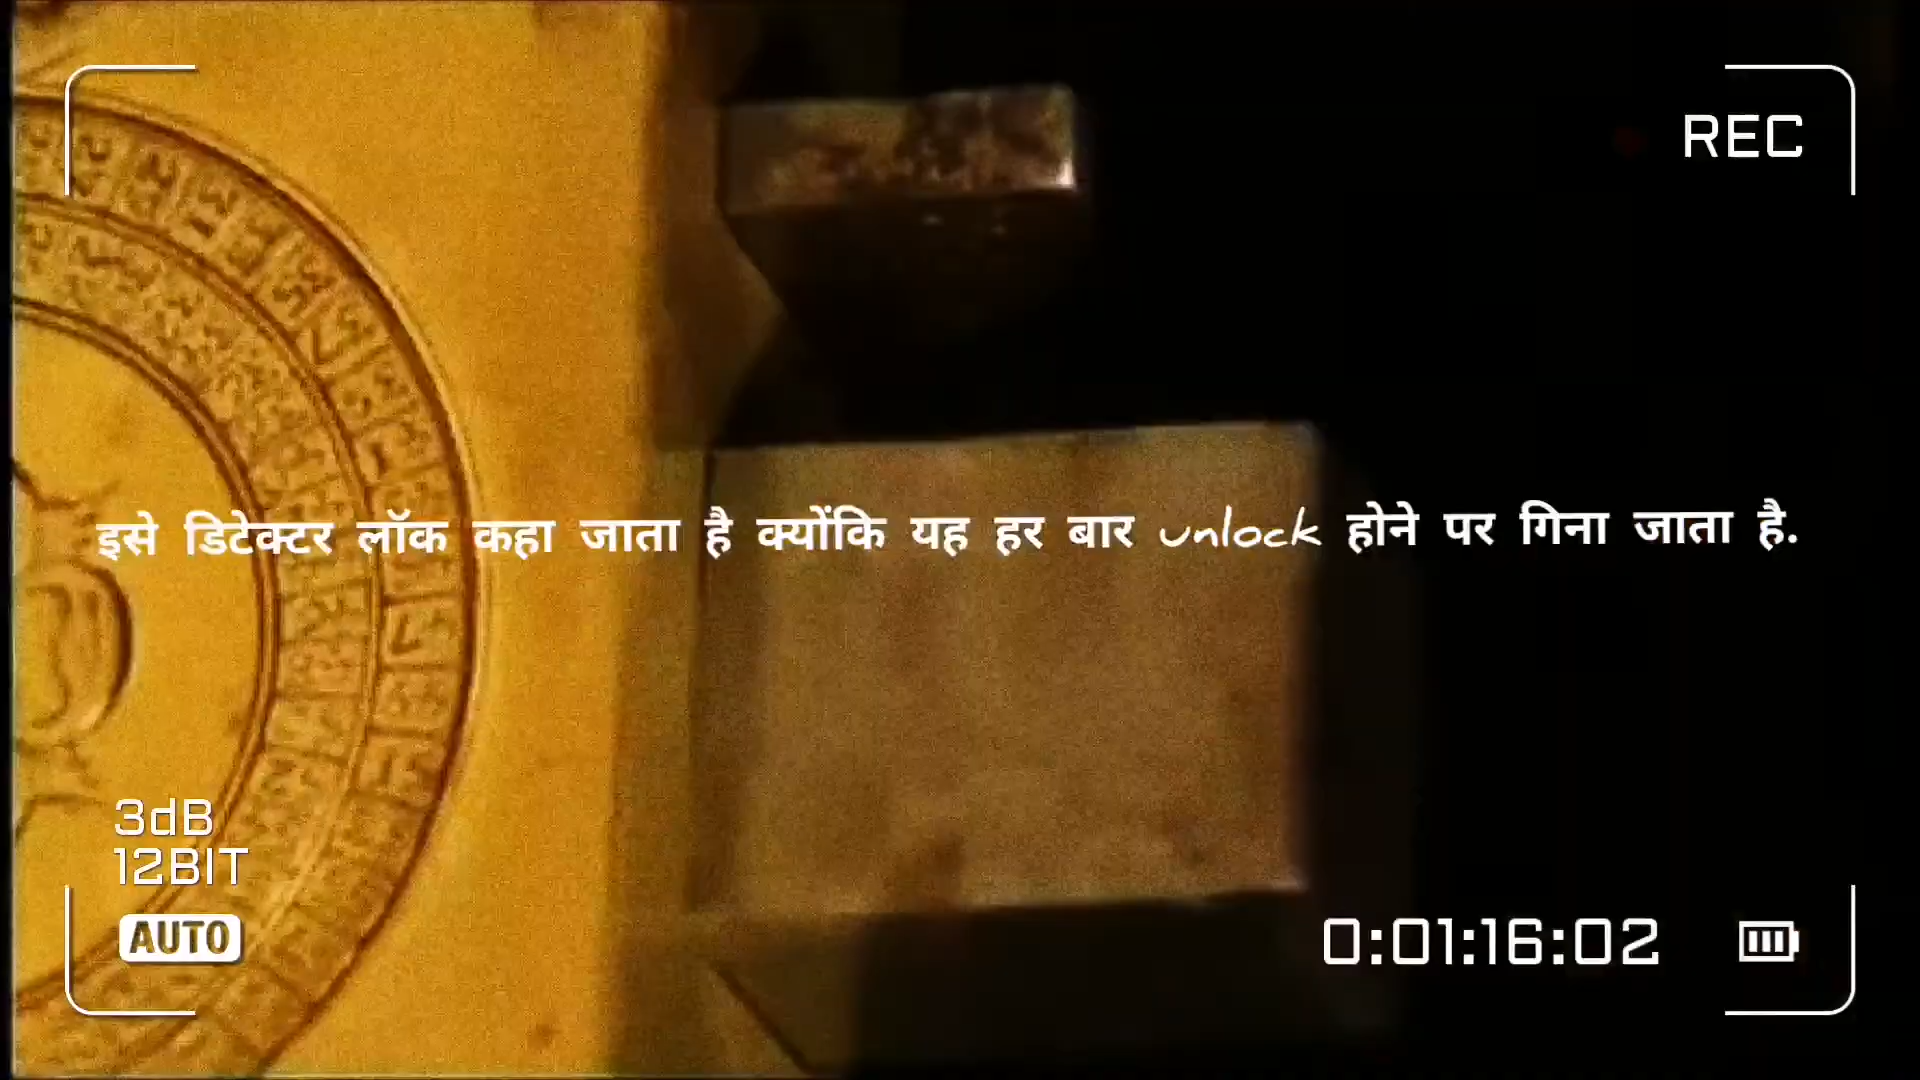 REC
इसे डिटेक्टर लॉक कहा जाता है क्योंकि यह हर बार unlock होने पर गिना जाता है.
3dB
12BIT
AUTO
0:01:16:02